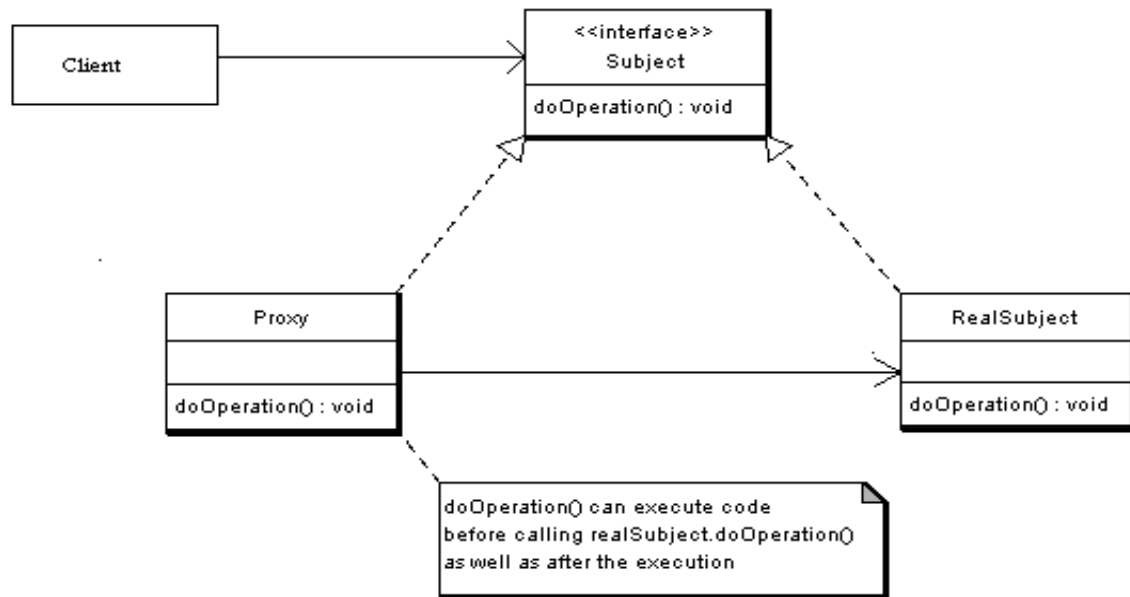 Client
<<interface>>
Subject
doOperation() : void
Proxy
doOperation() : void
RealSubject
doOperation() : void
doOperation() can execute code
before calling realSubject.doOperation()
as well as after the execution